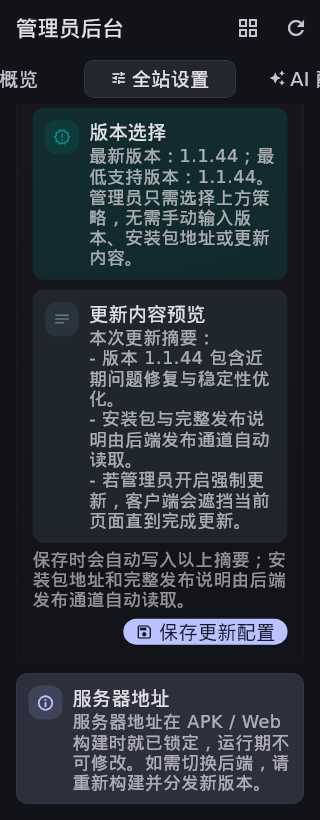 管理员后台
概览
全站设置
AI
版本选择
最新版本：1.1.44；最
低支持版本：1.1.44。
管理员只需选择上方策
略，无需手动输入版
本、安装包地址或更新
内容。
更新内容预览
本次更新摘要：
- 版本 1.1.44 包含近
期问题修复与稳定性优
化。
- 安装包与完整发布说
明由后端发布通道自动
读取。
- 若管理员开启强制更
新，客户端会遮挡当前
页面直到完成更新。
保存时会自动写入以上摘要；安
装包地址和完整发布说明由后端
发布通道自动读取。
保存更新配置
服务器地址
服务器地址在 APK / Web
构建时就已锁定，运行期不
可修改。如需切换后端，请
重新构建并分发新版本。